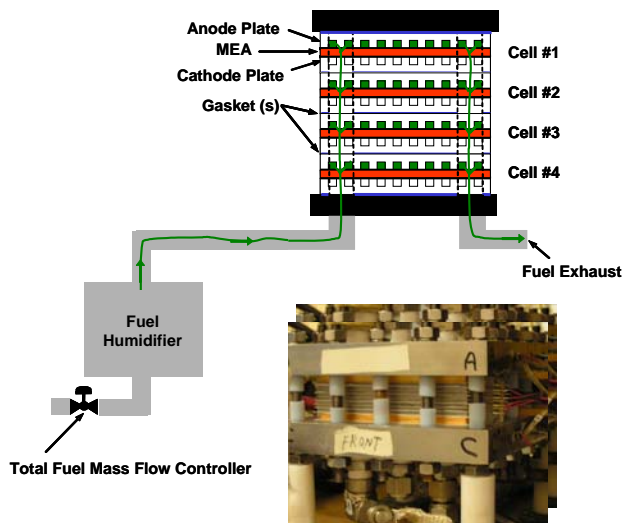 Anode Plate
MEA
Cathode Plate
Gasket (s)
Cell #1
Cell #2
Cell #3
Cell #4
Fuel Exhaust
Fuel
Humidifier
Total Fuel Mass Flow Controller
A
FRONT
C